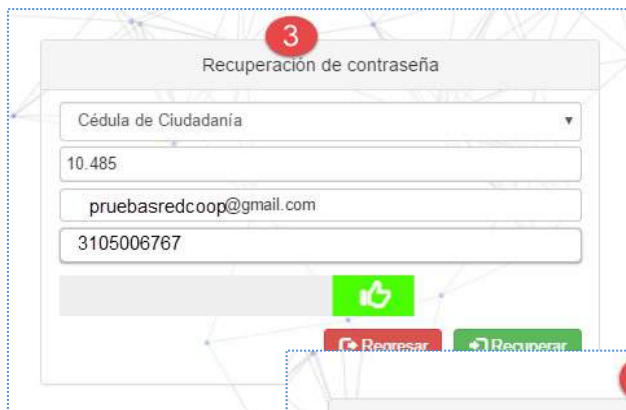 3
Recuperación de contraseña
Cédula de Ciudadanía
10.485
pruebasredcoop@gmail.com
3105006767
Regresar Recuperar